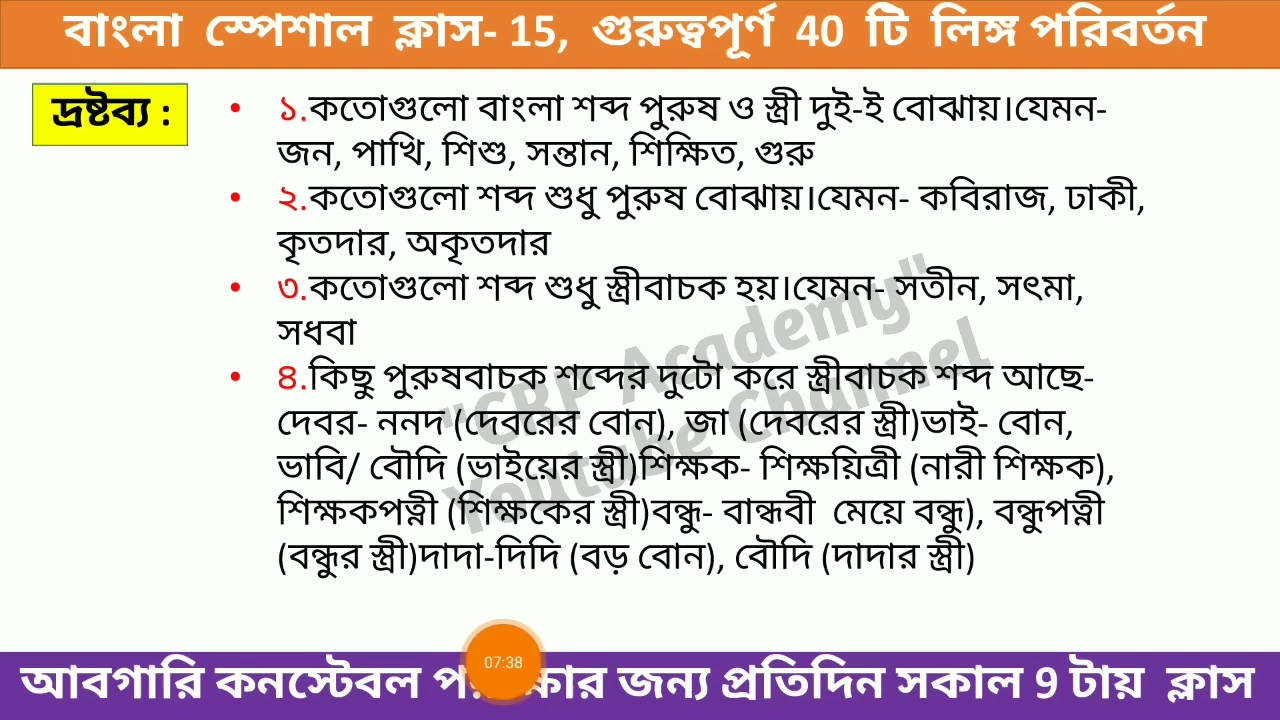 বাংলা স্পেশাল ক্লাস- 15, গুরুত্বপূর্ণ 40 টি লিঙ্গ পরিবর্তন
দ্রষ্টব্য :
• ১.কতোগুলো বাংলা শব্দ পুরুষ ও স্ত্রী দুই-ই বোঝায়।যেমন-
জন, পাখি, শিশু, সন্তান, শিক্ষিত, গুরু
• ২.কতোগুলো শব্দ শুধু পুরুষ বোঝায়।যেমন- কবিরাজ, ঢাকী,
কৃতদার, অকৃতদার
• ৩.কতোগুলো শব্দ শুধু স্ত্রীবাচক হয়।যেমন- সতীন, সৎমা,
সধবা
• ৪.কিছু পুরুষবাচক শব্দের দুটো করে স্ত্রীবাচক শব্দ আছে-
দেবর- ননদ (দেবরের বোন), জা (দেবরের স্ত্রী)ভাই- বোন,
ভাবি/ বৌদি (ভাইয়ের স্ত্রী)শিক্ষক- শিক্ষয়িত্রী (নারী শিক্ষক),
শিক্ষকপত্নী (শিক্ষকের স্ত্রী)বন্ধু- বান্ধবী মেয়ে বন্ধু), বন্ধুপত্নী
(বন্ধুর স্ত্রী)দাদা-দিদি (বড় বোন), বৌদি (দাদার স্ত্রী)
"CRP Academy"
Youtube Channel
07:38
আবগারি কনস্টেবল জন্য প্রতিদিন সকাল 9 টায় ক্লাস